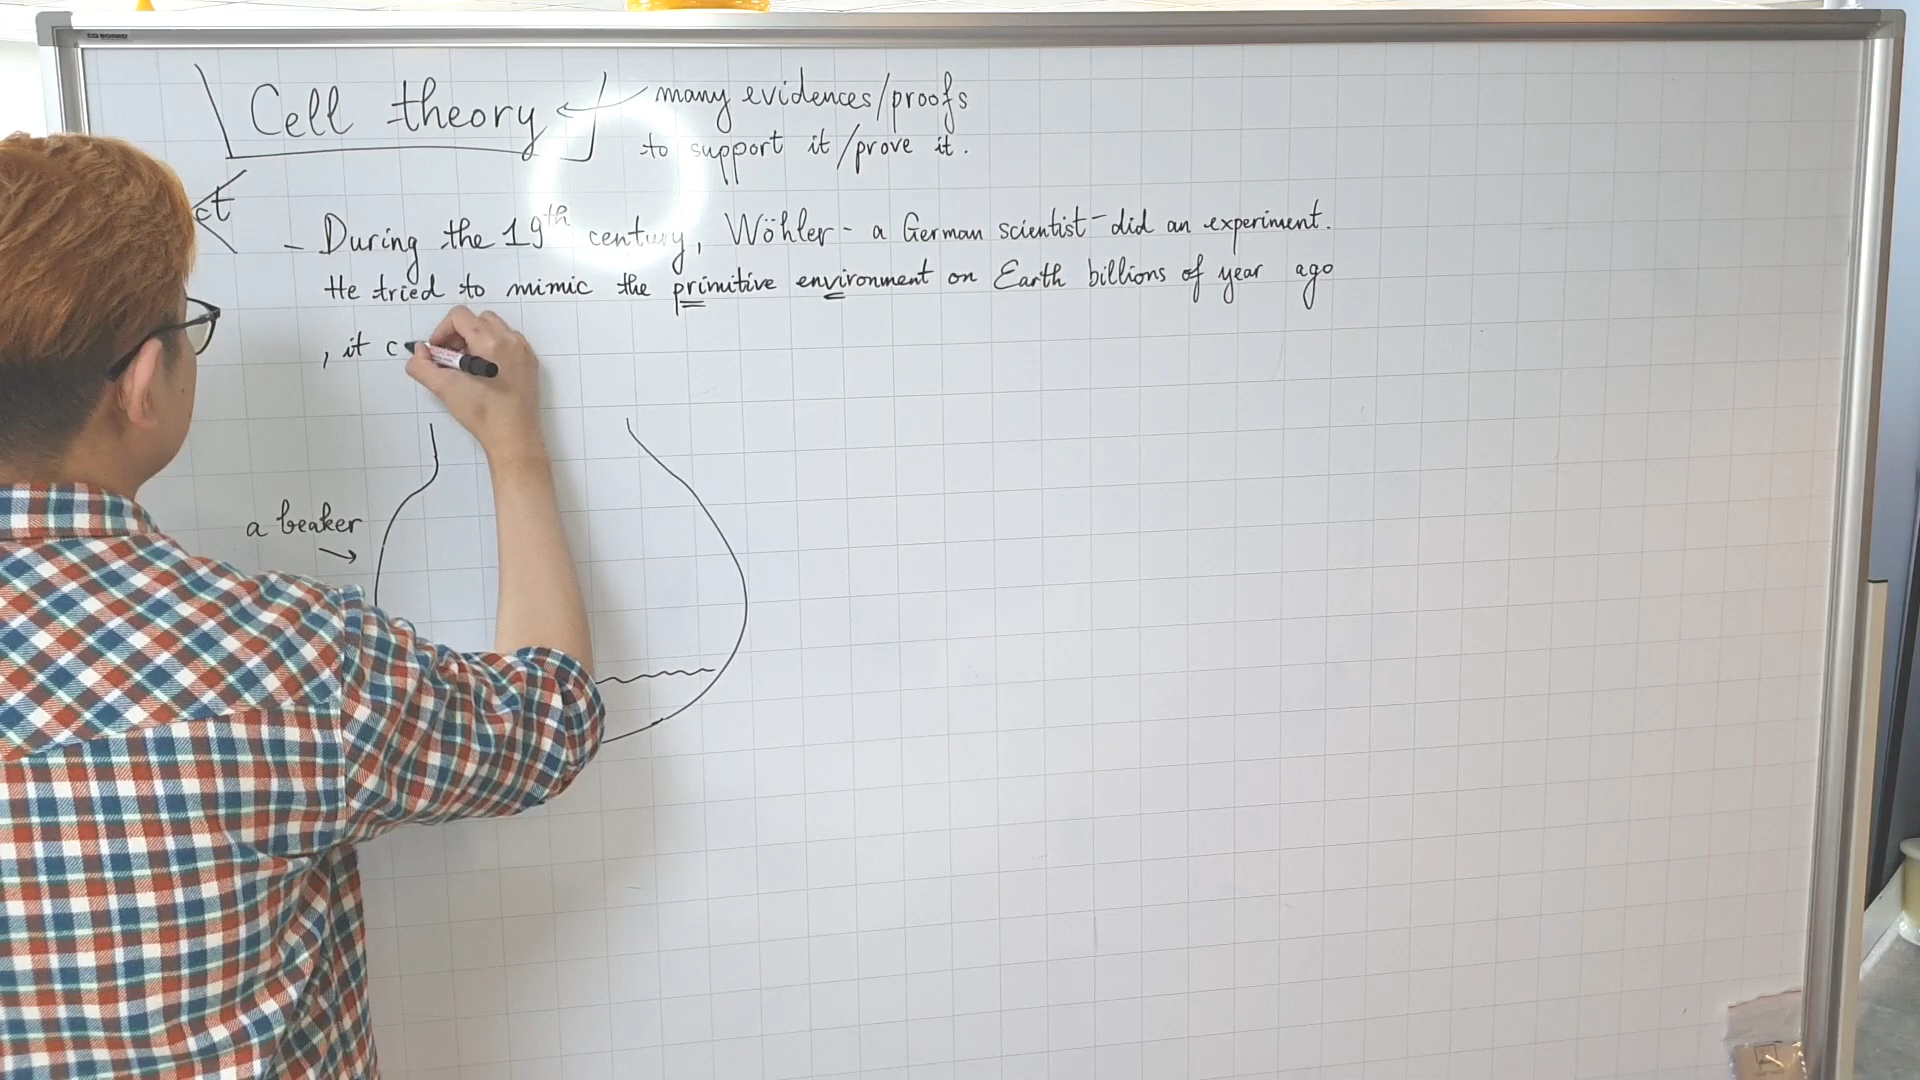 Cell theory
many evidences/proofs
to support it/prove it.
ct
- During the 19th century, Wöhler - a German scientist - did an experiment.
He tried to mimic the primitive environment on Earth billions of year ago
, it c
a beaker